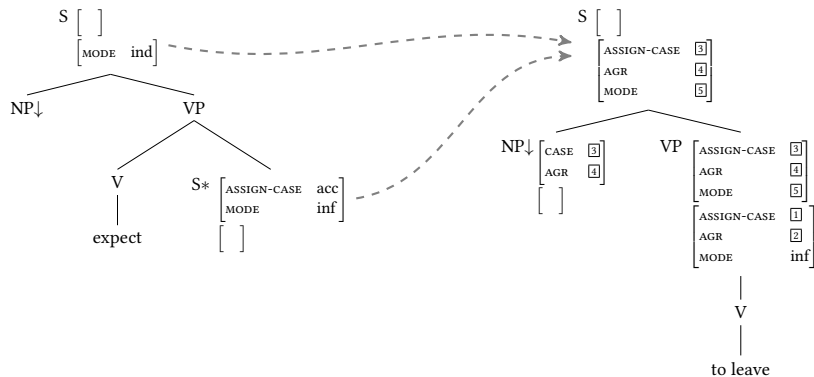 S [ ]
[MODE ind]
NP↓ VP
V
S* [ASSIGN-CASE acc
MODE inf]
[ ]
expect
S [ ]
[ASSIGN-CASE 3
AGR 4
MODE 5]
NP↓ [CASE 3
AGR 4]
[ ]
VP [ASSIGN-CASE 3
AGR 4
MODE 5]
[ASSIGN-CASE 1
AGR 2
MODE inf]
V
to leave